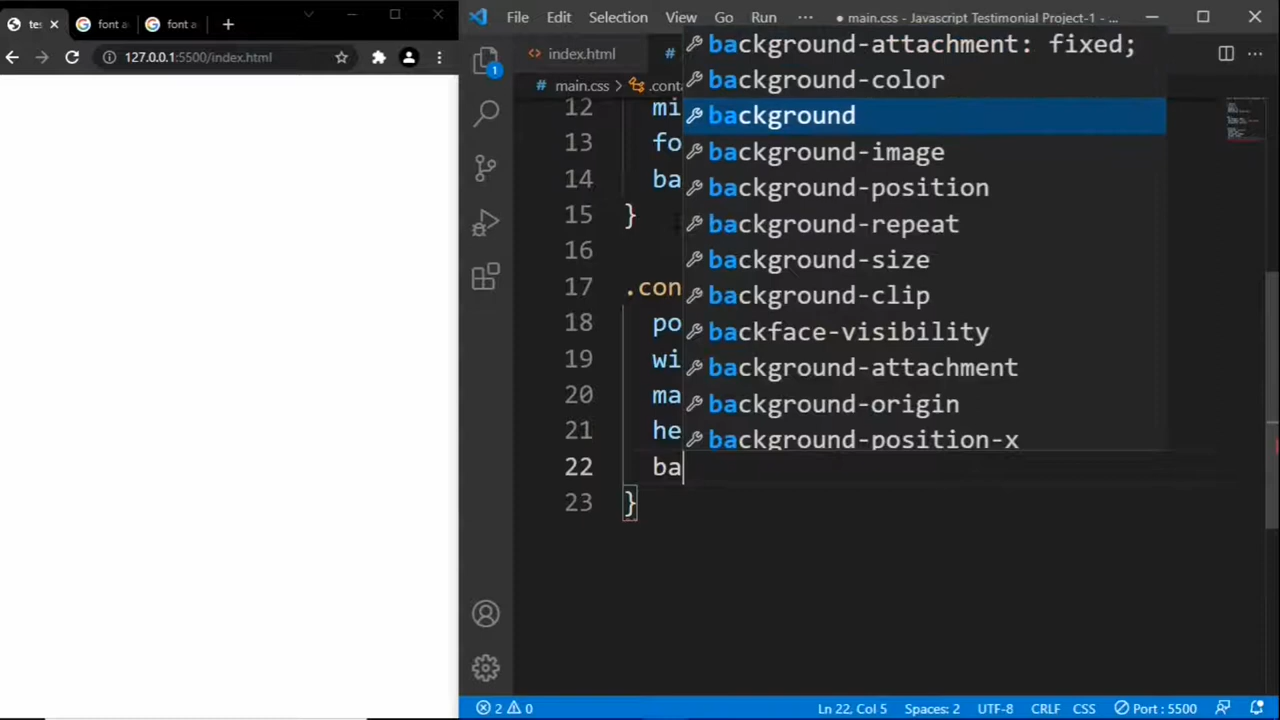 tes
font a
font a
127.0.0.1:5500/index.html
File Edit Selection View Go Run ··· ● main.css - Javascript Testimonial Project-1 - ...
index.html #
# main.css > .conta
1
12 mi
13 fo
14 ba
15 }
16
17 .con
18 po
19 wi
20 ma
21 he
22 ba
23 }
background-attachment: fixed;
background-color
background
background-image
background-position
background-repeat
background-size
background-clip
backface-visibility
background-attachment
background-origin
background-position-x
2 0 Ln 22, Col 5 Spaces: 2 UTF-8 CRLF CSS Port : 5500